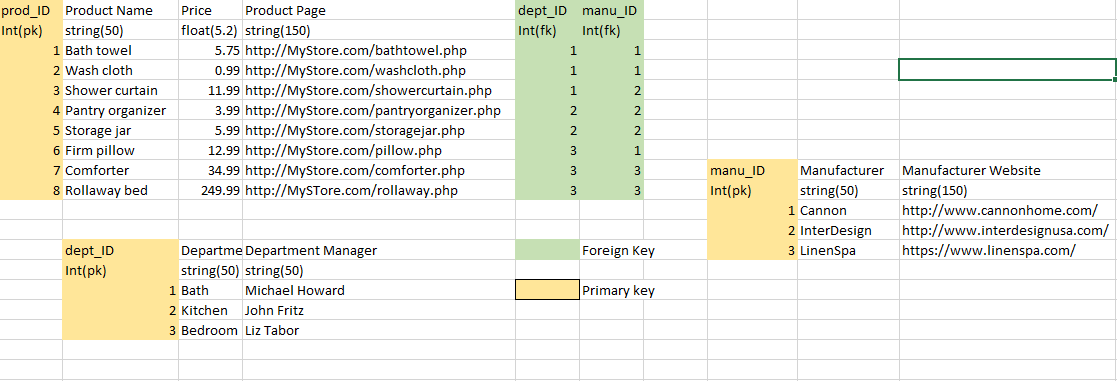 prod_ID Product Name Price Product Page dept_ID manu_ID
Int(pk) string(50) float(5.2) string(150) Int(fk) Int(fk)
1 Bath towel 5.75 http://MyStore.com/bathtowel.php 1 1
2 Wash cloth 0.99 http://MyStore.com/washcloth.php 1 1
3 Shower curtain 11.99 http://MyStore.com/showercurtain.php 1 2
4 Pantry organizer 3.99 http://MyStore.com/pantryorganizer.php 2 2
5 Storage jar 5.99 http://MyStore.com/storagejar.php 2 2
6 Firm pillow 12.99 http://MyStore.com/pillow.php 3 1
7 Comforter 34.99 http://MyStore.com/comforter.php 3 3
8 Rollaway bed 249.99 http://MySTore.com/rollaway.php 3 3
manu_ID Manufacturer Manufacturer Website
Int(pk) string(50) string(150)
1 Cannon http://www.cannonhome.com/
2 InterDesign http://www.interdesignusa.com/
3 LinenSpa https://www.linenspa.com/
dept_ID Departme Department Manager
Int(pk) string(50) string(50)
1 Bath Michael Howard
2 Kitchen John Fritz
3 Bedroom Liz Tabor
Foreign Key
Primary key